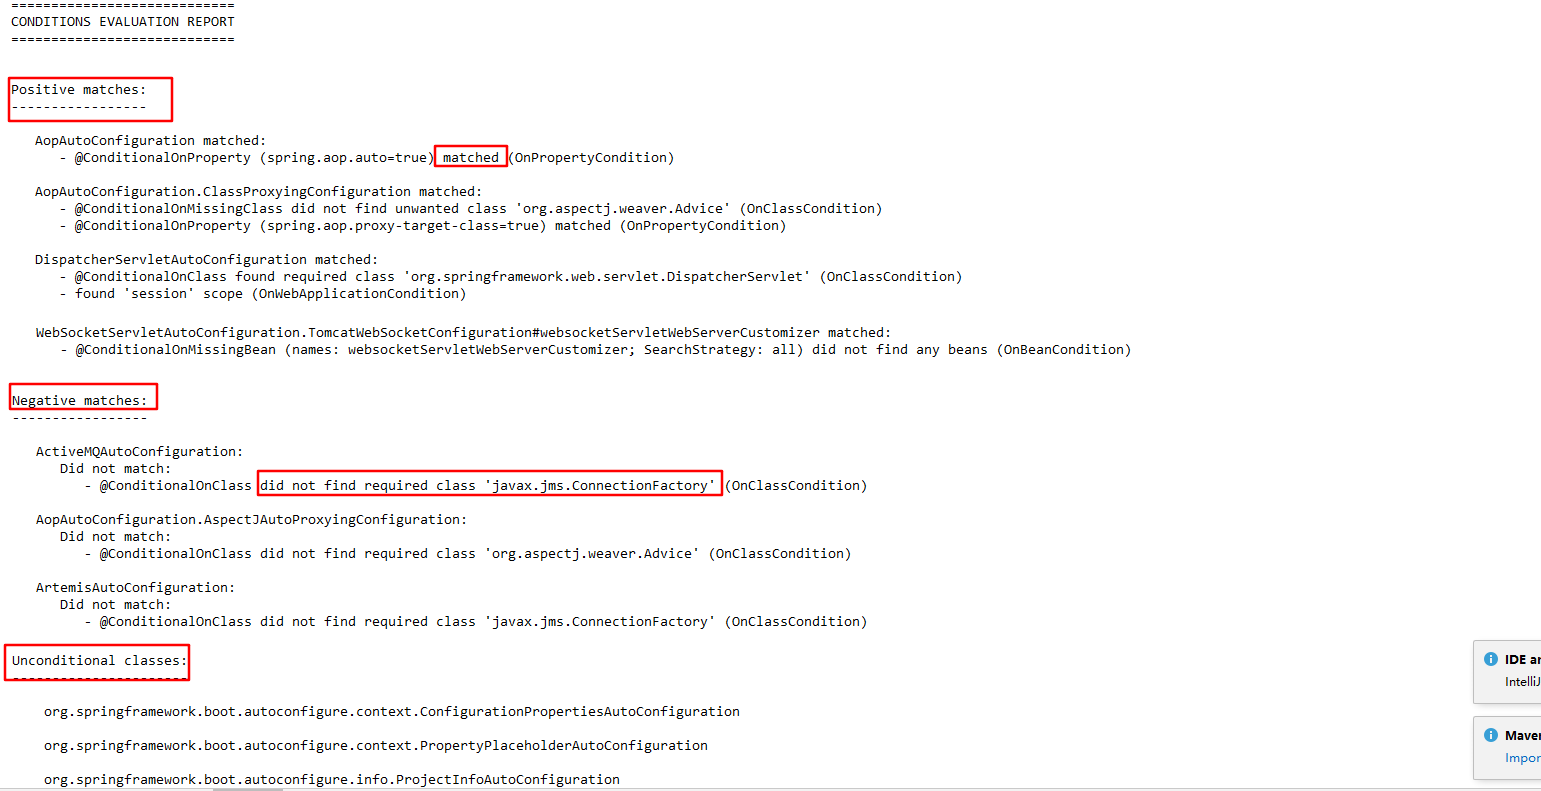 ============================
CONDITIONS EVALUATION REPORT
============================
Positive matches:
-----------------
AopAutoConfiguration matched:
- @ConditionalOnProperty (spring.aop.auto=true) matched (OnPropertyCondition)
AopAutoConfiguration.ClassProxyingConfiguration matched:
- @ConditionalOnMissingClass did not find unwanted class 'org.aspectj.weaver.Advice' (OnClassCondition)
- @ConditionalOnProperty (spring.aop.proxy-target-class=true) matched (OnPropertyCondition)
DispatcherServletAutoConfiguration matched:
- @ConditionalOnClass found required class 'org.springframework.web.servlet.DispatcherServlet' (OnClassCondition)
- found 'session' scope (OnWebApplicationCondition)
WebSocketServletAutoConfiguration.TomcatWebSocketConfiguration#websocketServletWebServerCustomizer matched:
- @ConditionalOnMissingBean (names: websocketServletWebServerCustomizer; SearchStrategy: all) did not find any beans (OnBeanCondition)
Negative matches:
-----------------
ActiveMQAutoConfiguration:
Did not match:
- @ConditionalOnClass did not find required class 'javax.jms.ConnectionFactory' (OnClassCondition)
AopAutoConfiguration.AspectJAutoProxyingConfiguration:
Did not match:
- @ConditionalOnClass did not find required class 'org.aspectj.weaver.Advice' (OnClassCondition)
ArtemisAutoConfiguration:
Did not match:
- @ConditionalOnClass did not find required class 'javax.jms.ConnectionFactory' (OnClassCondition)
Unconditional classes:
----------------------
org.springframework.boot.autoconfigure.context.ConfigurationPropertiesAutoConfiguration
org.springframework.boot.autoconfigure.context.PropertyPlaceholderAutoConfiguration
org.springframework.boot.autoconfigure.info.ProjectInfoAutoConfiguration
IDE
IntelliJ